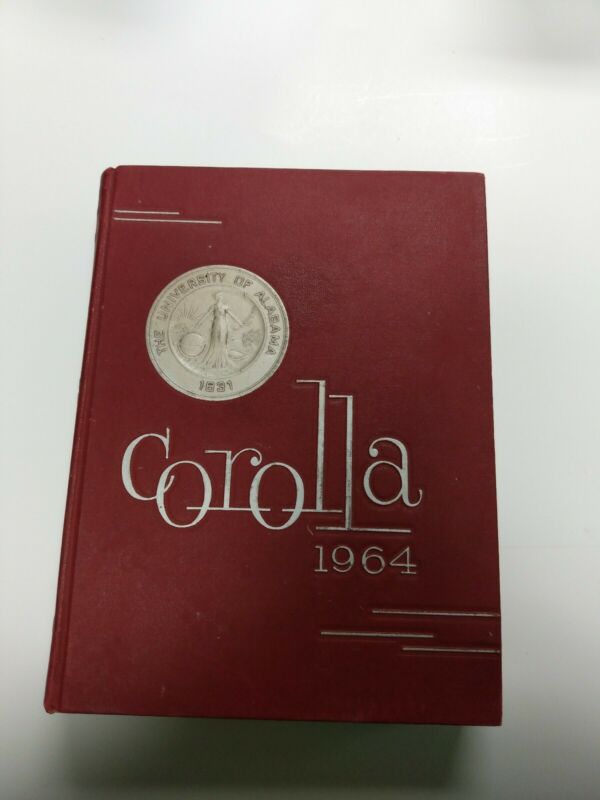 THE UNIVERSITY OF ALABAMA
1831
Corolla
1964